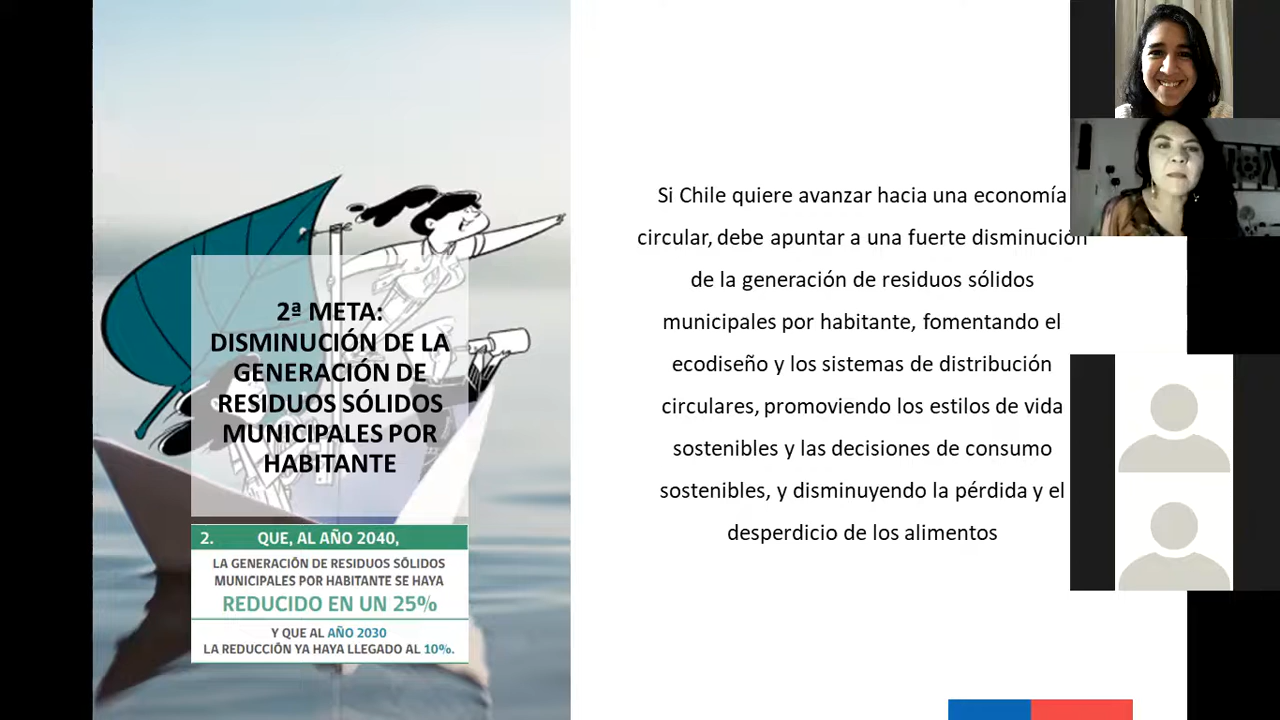 2ª META:
DISMINUCIÓN DE LA
GENERACIÓN DE
RESIDUOS SÓLIDOS
MUNICIPALES POR
HABITANTE
2. QUE, AL AÑO 2040,
LA GENERACIÓN DE RESIDUOS SÓLIDOS
MUNICIPALES POR HABITANTE SE HAYA
REDUCIDO EN UN 25%
Y QUE AL AÑO 2030
LA REDUCCIÓN YA HAYA LLEGADO AL 10%.
Si Chile quiere avanzar hacia una economía
circular, debe apuntar a una fuerte disminución
de la generación de residuos sólidos
municipales por habitante, fomentando el
ecodiseño y los sistemas de distribución
circulares, promoviendo los estilos de vida
sostenibles y las decisiones de consumo
sostenibles, y disminuyendo la pérdida y el
desperdicio de los alimentos